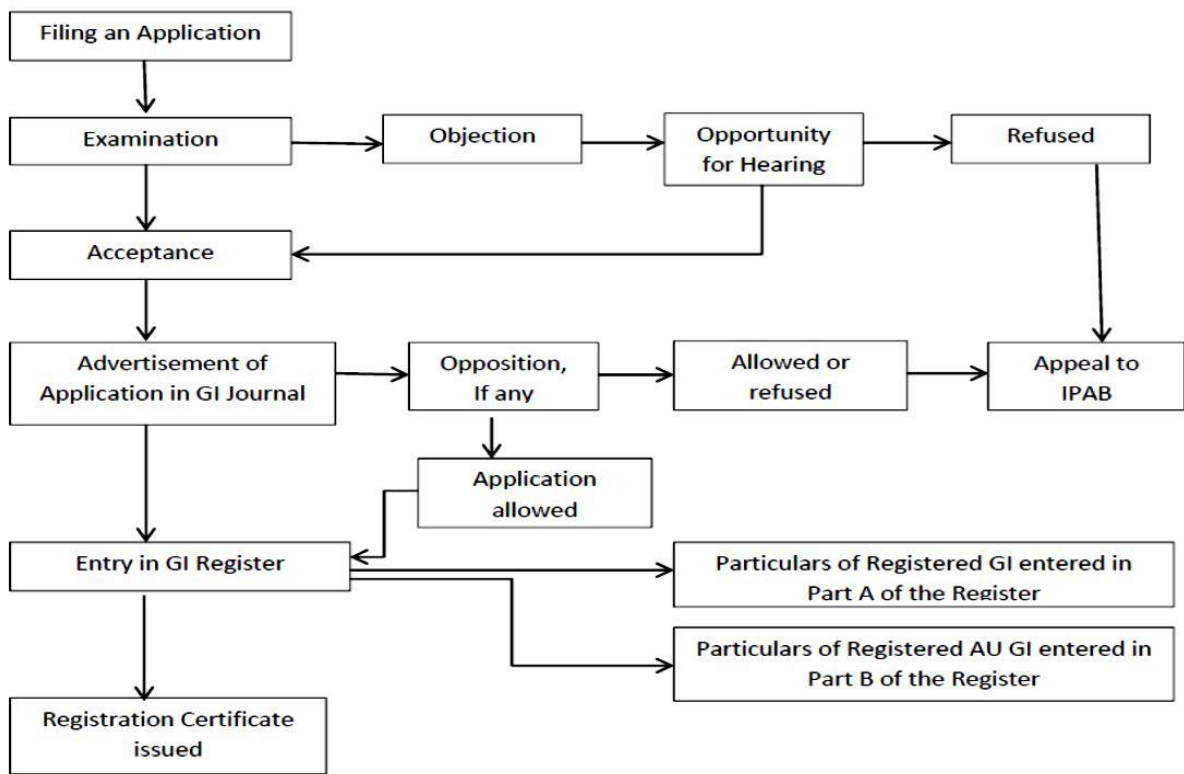 Filing an Application
Examination
Objection
Opportunity
for Hearing
Refused
Acceptance
Advertisement of
Application in GI Journal
Opposition,
If any
Allowed or
refused
Appeal to
IPAB
Application
allowed
Entry in GI Register
Particulars of Registered GI entered in
Part A of the Register
Particulars of Registered AU GI entered in
Part B of the Register
Registration Certificate
issued